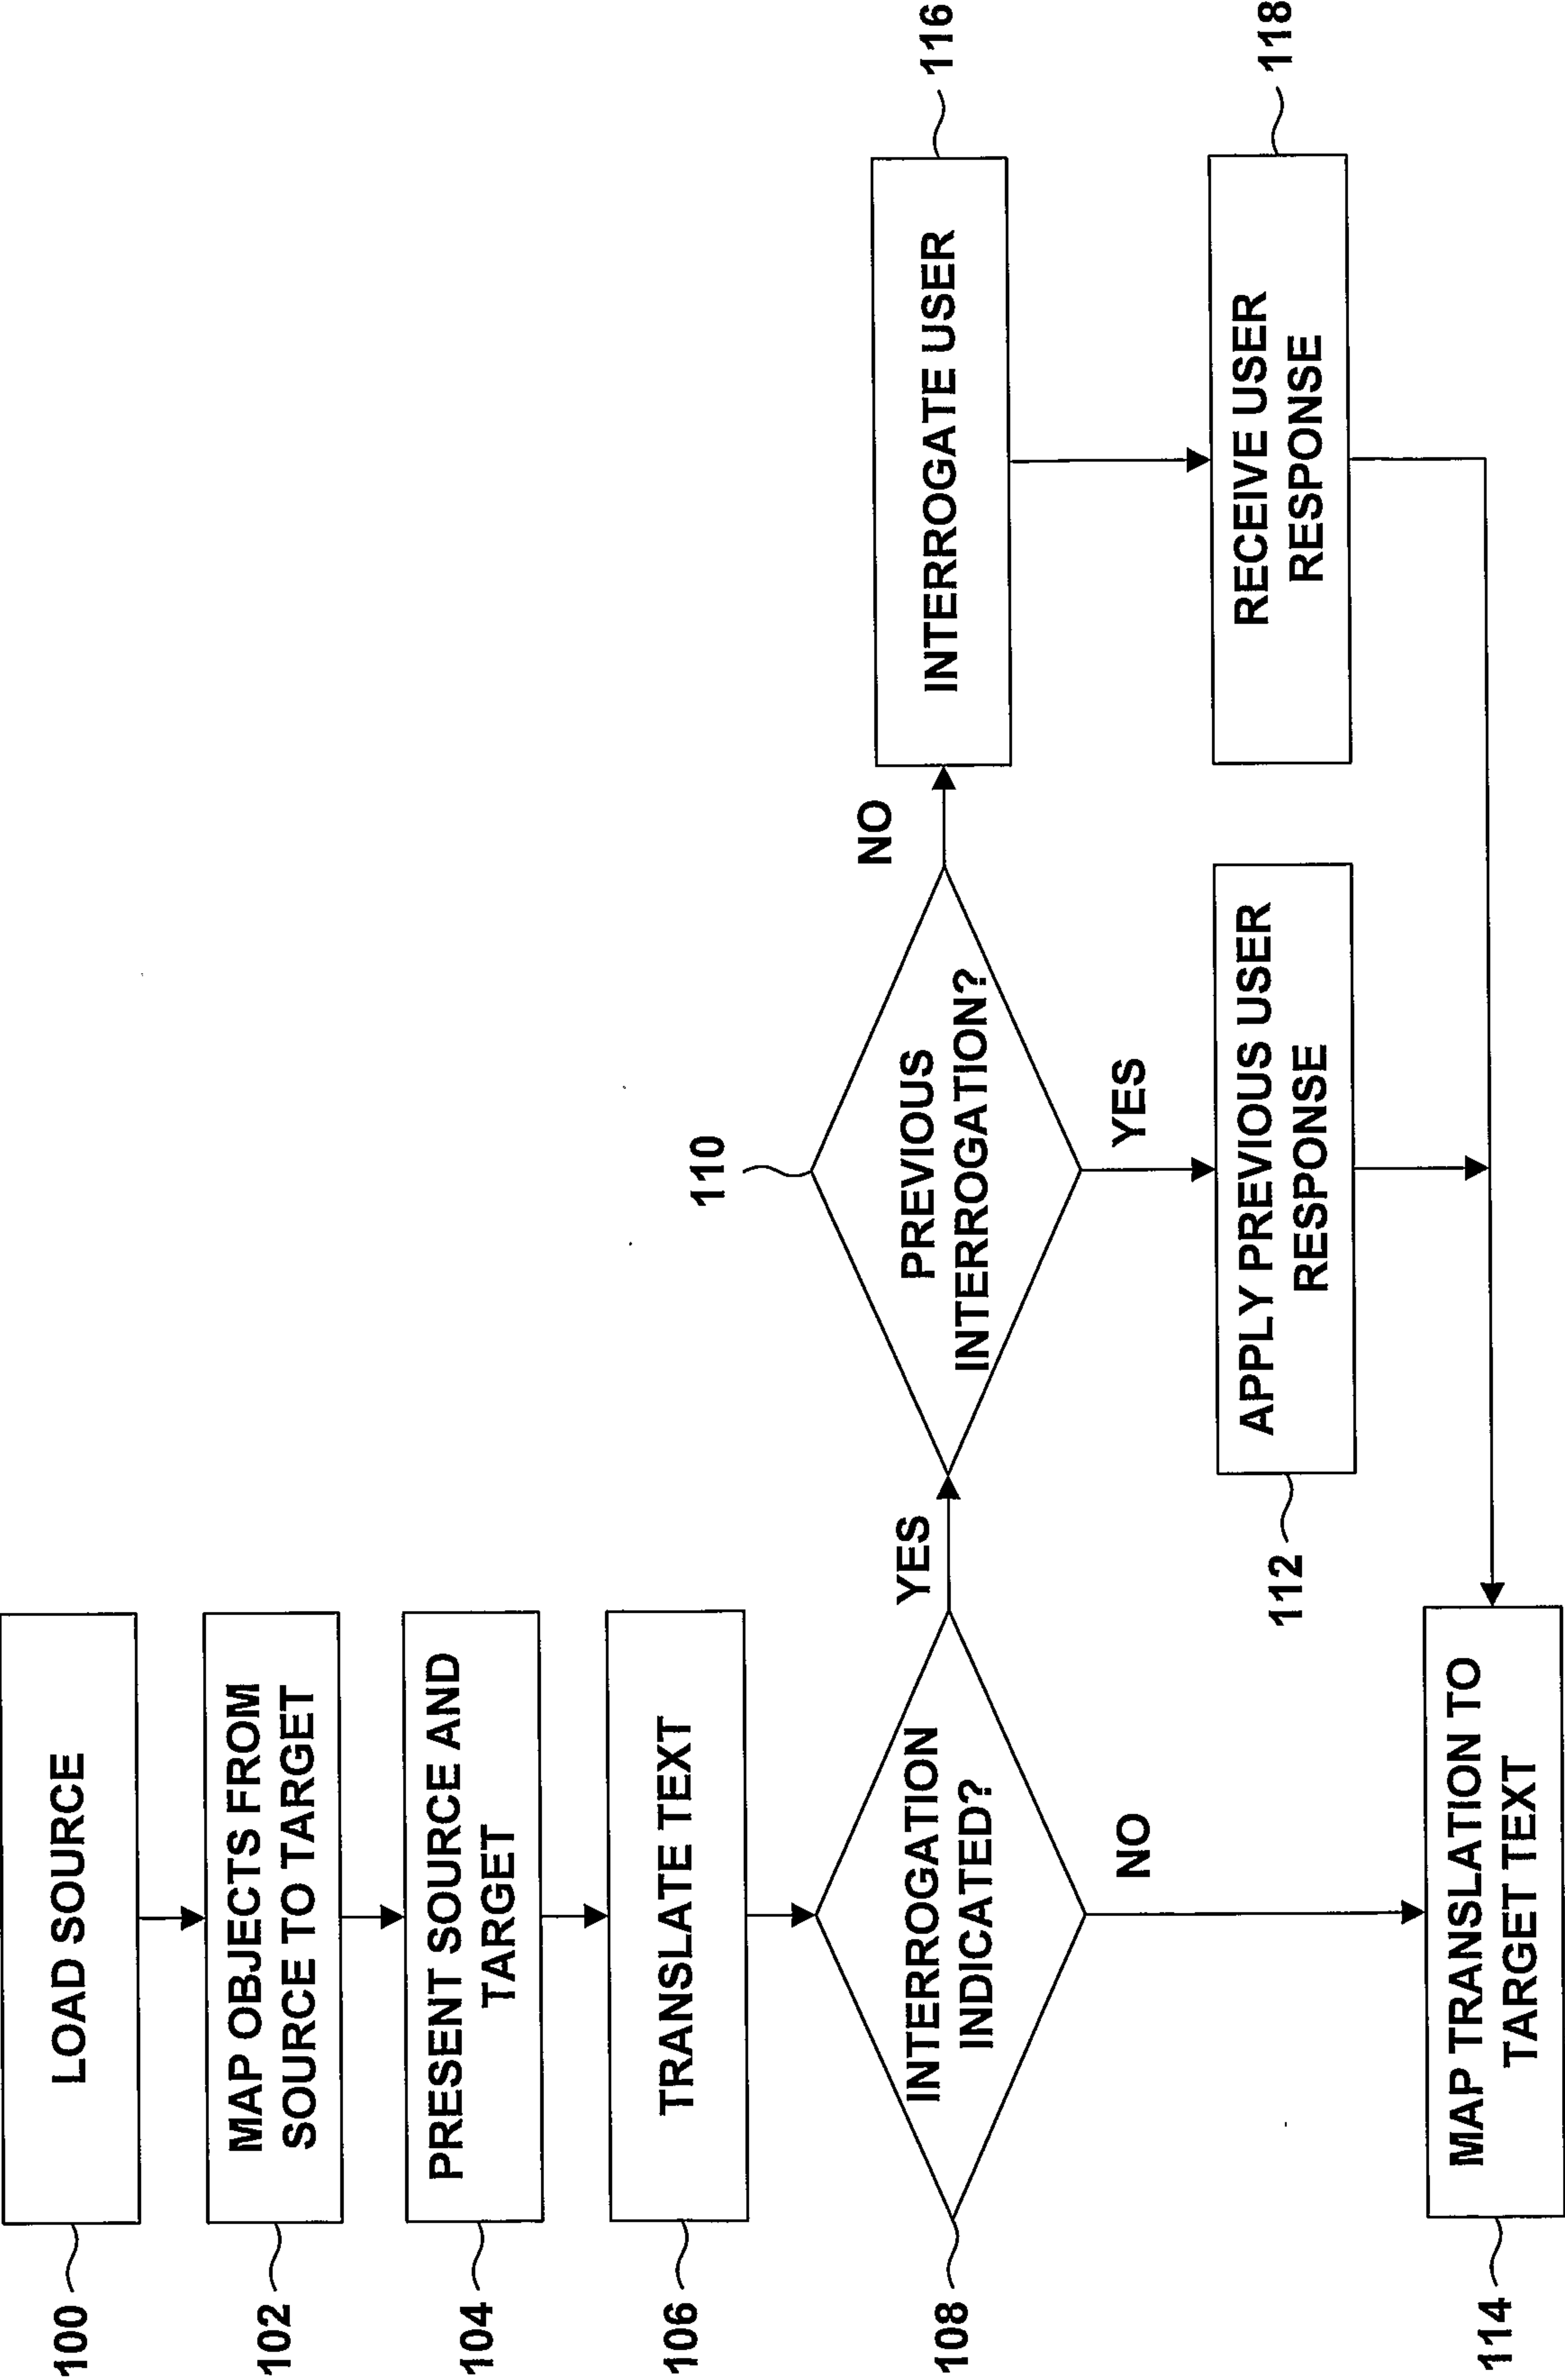 100
LOAD SOURCE
102
MAP OBJECTS FROM
SOURCE TO TARGET
104
PRESENT SOURCE AND
TARGET
106
TRANSLATE TEXT
108
INTERROGATION
INDICATED?
YES
NO
110
PREVIOUS
INTERROGATION?
NO
YES
116
INTERROGATE USER
112
APPLY PREVIOUS USER
RESPONSE
118
RECEIVE USER
RESPONSE
114
MAP TRANSLATION TO
TARGET TEXT